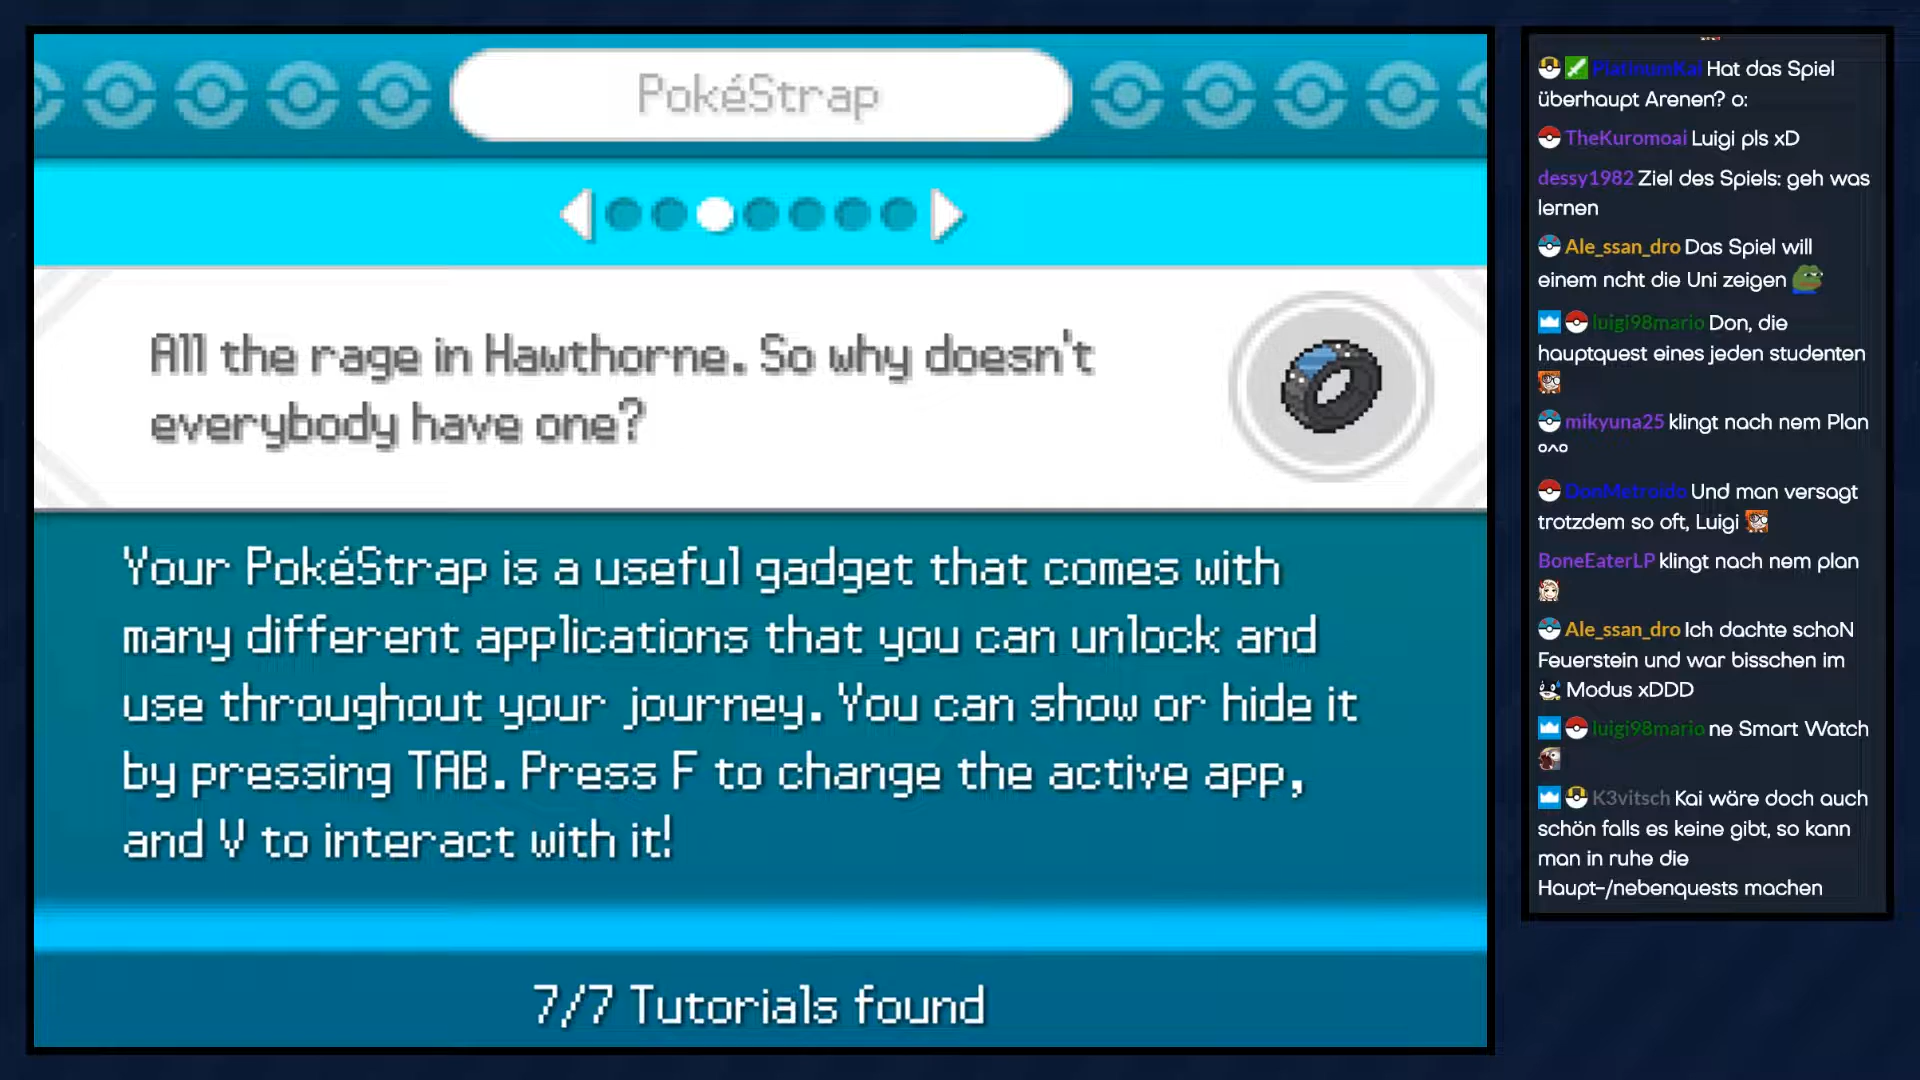 PokéStrap
All the rage in Hawthorne. So why doesn't
everybody have one?
Your PokéStrap is a useful gadget that comes with
many different applications that you can unlock and
use throughout your journey. You can show or hide it
by pressing TAB. Press F to change the active app,
and V to interact with it!
7/7 Tutorials found
PlatinumKai Hat das Spiel
überhaupt Arenen? o:
TheKuromoai Luigi pls xD
dessy1982 Ziel des Spiels: geh was
lernen
Ale_ssan_dro Das Spiel will
einem ncht die Uni zeigen
luigi98mario Don, die
hauptquest eines jeden studenten
mikyuna25 klingt nach nem Plan
o^o
DonMetroido Und man versagt
trotzdem so oft, Luigi
BoneEaterLP klingt nach nem plan
Ale_ssan_dro Ich dachte schoN
Feuerstein und war bisschen im
Modus xDDD
luigi98mario ne Smart Watch
K3vitsch Kai wäre doch auch
schön falls es keine gibt, so kann
man in ruhe die
Haupt-/nebenquests machen